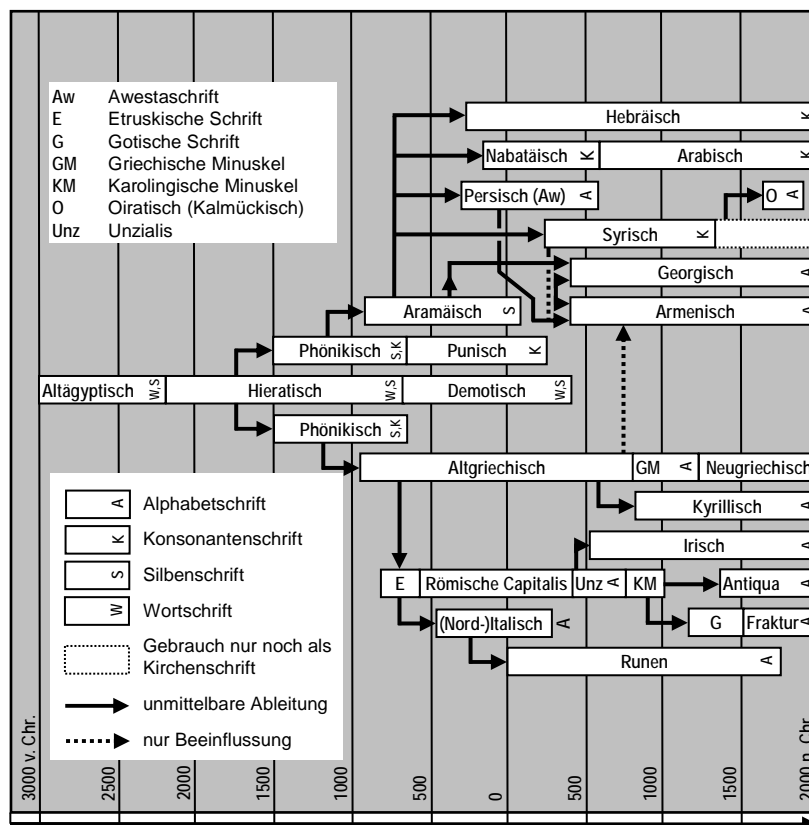 Aw Awestaschrift
E Etruskische Schrift
G Gotische Schrift
GM Griechische Minuskel
KM Karolingische Minuskel
O Oiratisch (Kalmückisch)
Unz Unzialis
Hebräisch K
Nabatäisch K Arabisch K
Persisch (Aw) A O A
Syrisch K
Georgisch A
Aramäisch S Armenisch A
Phönikisch S,K Punisch K
Altägyptisch W,S Hieratisch W,S Demotisch W,S
Phönikisch S,K
Altgriechisch GM A Neugriechisch
Kyrillisch A
Irisch A
E Römische Capitalis Unz A KM Antiqua A
(Nord-)Italisch A G Fraktur A
Runen A
A Alphabetschrift
K Konsonantenschrift
S Silbenschrift
W Wortschrift
Gebrauch nur noch als
Kirchenschrift
unmittelbare Ableitung
nur Beeinflussung
3000 v. Chr. 2500 2000 1500 1000 500 0 500 1000 1500 2000 n. Chr.